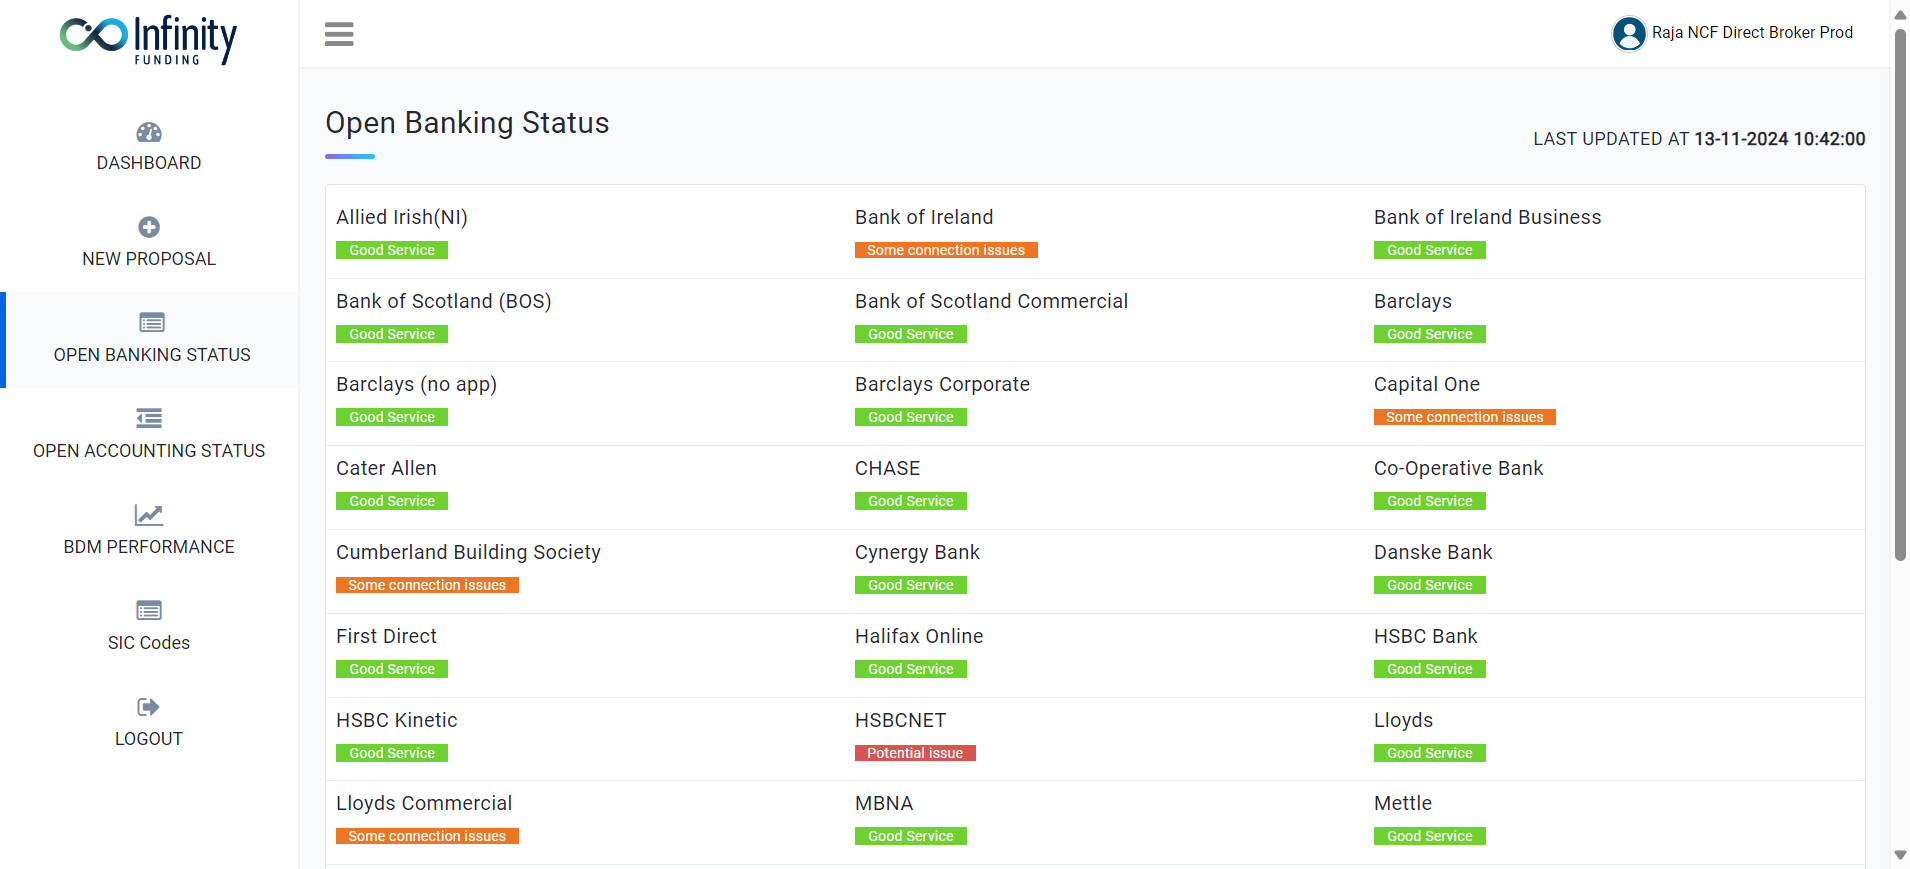 Infinity
FUNDING
Raja NCF Direct Broker Prod
DASHBOARD
NEW PROPOSAL
OPEN BANKING STATUS
OPEN ACCOUNTING STATUS
BDM PERFORMANCE
SIC Codes
LOGOUT
Open Banking Status
LAST UPDATED AT 13-11-2024 10:42:00
Allied Irish(NI)
Good Service
Bank of Ireland
Some connection issues
Bank of Ireland Business
Good Service
Bank of Scotland (BOS)
Good Service
Bank of Scotland Commercial
Good Service
Barclays
Good Service
Barclays (no app)
Good Service
Barclays Corporate
Good Service
Capital One
Some connection issues
Cater Allen
Good Service
CHASE
Good Service
Co-Operative Bank
Good Service
Cumberland Building Society
Some connection issues
Cynergy Bank
Good Service
Danske Bank
Good Service
First Direct
Good Service
Halifax Online
Good Service
HSBC Bank
Good Service
HSBC Kinetic
Good Service
HSBCNET
Potential issue
Lloyds
Good Service
Lloyds Commercial
Some connection issues
MBNA
Good Service
Mettle
Good Service